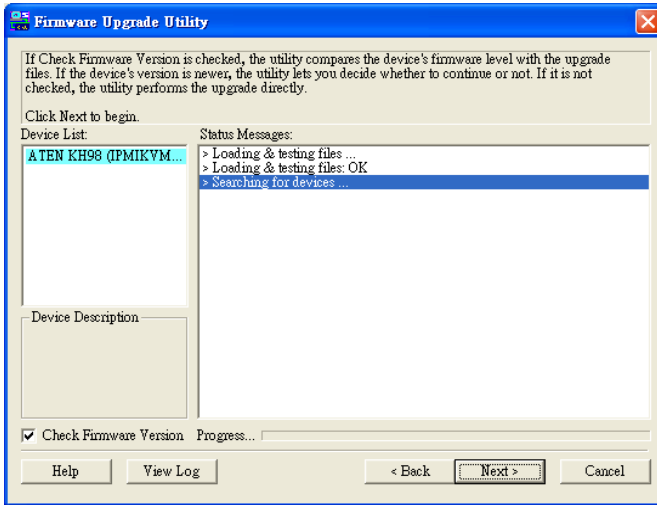 Firmware Upgrade Utility
If Check Firmware Version is checked, the utility compares the device's firmware level with the upgrade
files. If the device's version is newer, the utility lets you decide whether to continue or not. If it is not
checked, the utility performs the upgrade directly.
Click Next to begin.
Device List:
Status Messages:
ATEN KH98 (IPMIKVM...
> Loading & testing files ...
> Loading & testing files: OK
> Searching for devices ...
Device Description
Check Firmware Version
Progress...
Help
View Log
< Back
Next >
Cancel